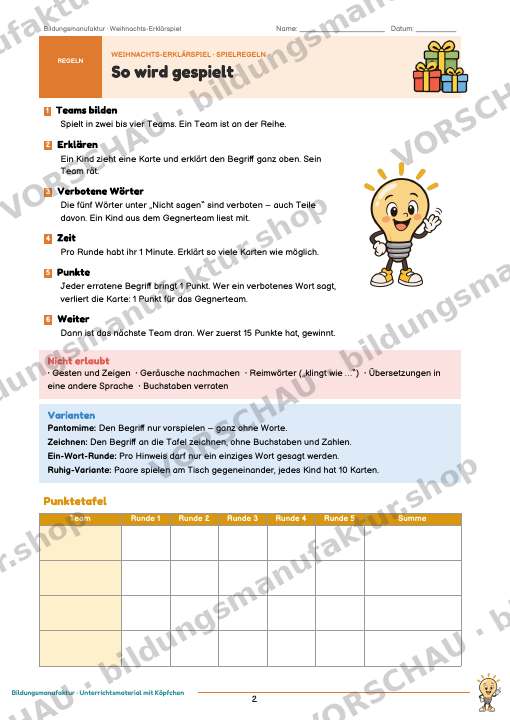 Bildungsmanufaktur · Weihnachts-Erklärspiel Name: Datum:
REGELN
WEIHNACHTS-ERKLÄRSPIEL · SPIELREGELN
So wird gespielt
1 Teams bilden
Spielt in zwei bis vier Teams. Ein Team ist an der Reihe.
2 Erklären
Ein Kind zieht eine Karte und erklärt den Begriff ganz oben. Sein
Team rät.
3 Verbotene Wörter
Die fünf Wörter unter „Nicht sagen“ sind verboten – auch Teile
davon. Ein Kind aus dem Gegnerteam liest mit.
4 Zeit
Pro Runde habt ihr 1 Minute. Erklärt so viele Karten wie möglich.
5 Punkte
Jeder erratene Begriff bringt 1 Punkt. Wer ein verbotenes Wort sagt,
verliert die Karte: 1 Punkt für das Gegnerteam.
6 Weiter
Dann ist das nächste Team dran. Wer zuerst 15 Punkte hat, gewinnt.
Nicht erlaubt
· Gesten und Zeigen · Geräusche nachmachen · Reimwörter („klingt wie …“) · Übersetzungen in
eine andere Sprache · Buchstaben verraten
Varianten
Pantomime: Den Begriff nur vorspielen – ganz ohne Worte.
Zeichnen: Den Begriff an die Tafel zeichnen, ohne Buchstaben und Zahlen.
Ein-Wort-Runde: Pro Hinweis darf nur ein einziges Wort gesagt werden.
Ruhig-Variante: Paare spielen am Tisch gegeneinander, jedes Kind hat 10 Karten.
Punktetafel
Team Runde 1 Runde 2 Runde 3 Runde 4 Runde 5 Summe
Bildungsmanufaktur · Unterrichtsmaterial mit Köpfchen
2
VORSCHAU · bildungsmanufaktur.shop